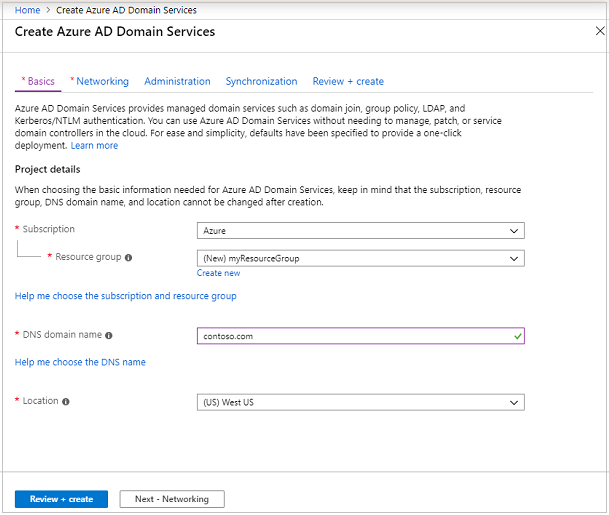 Home > Create Azure AD Domain Services
Create Azure AD Domain Services
* Basics * Networking Administration Synchronization Review + create
Azure AD Domain Services provides managed domain services such as domain join, group policy, LDAP, and
Kerberos/NTLM authentication. You can use Azure AD Domain Services without needing to manage, patch, or service
domain controllers in the cloud. For ease and simplicity, defaults have been specified to provide a one-click
deployment. Learn more
Project details
When choosing the basic information needed for Azure AD Domain Services, keep in mind that the subscription, resource
group, DNS domain name, and location cannot be changed after creation.
* Subscription Azure
* Resource group (New) myResourceGroup
Create new
Help me choose the subscription and resource group
* DNS domain name contoso.com
Help me choose the DNS name
* Location (US) West US
Review + create Next - Networking